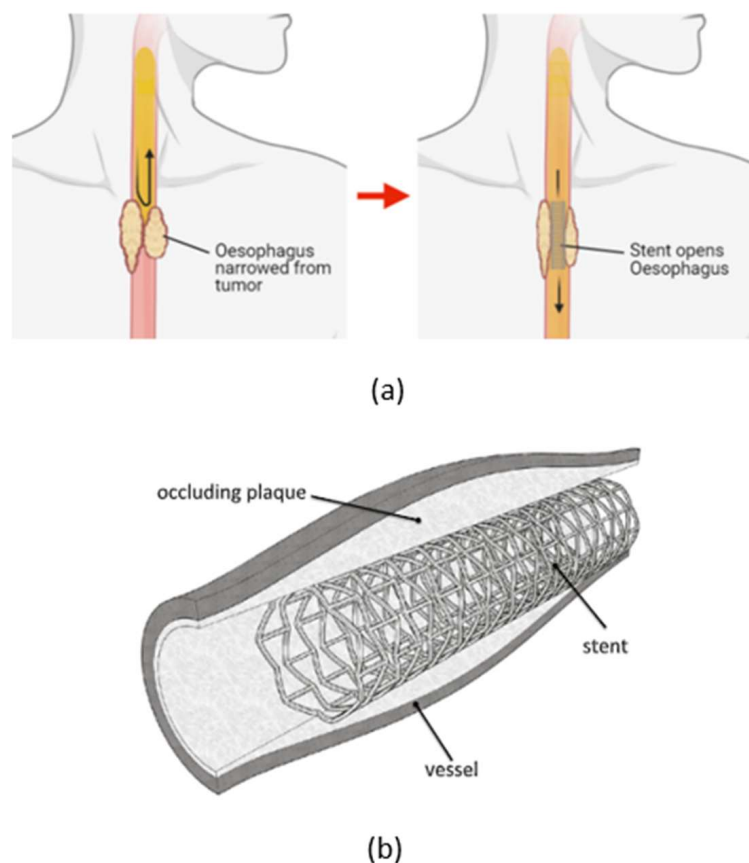 Oesophagus
narrowed from
tumor
Stent opens
Oesophagus
(a)
occluding plaque
stent
vessel
(b)